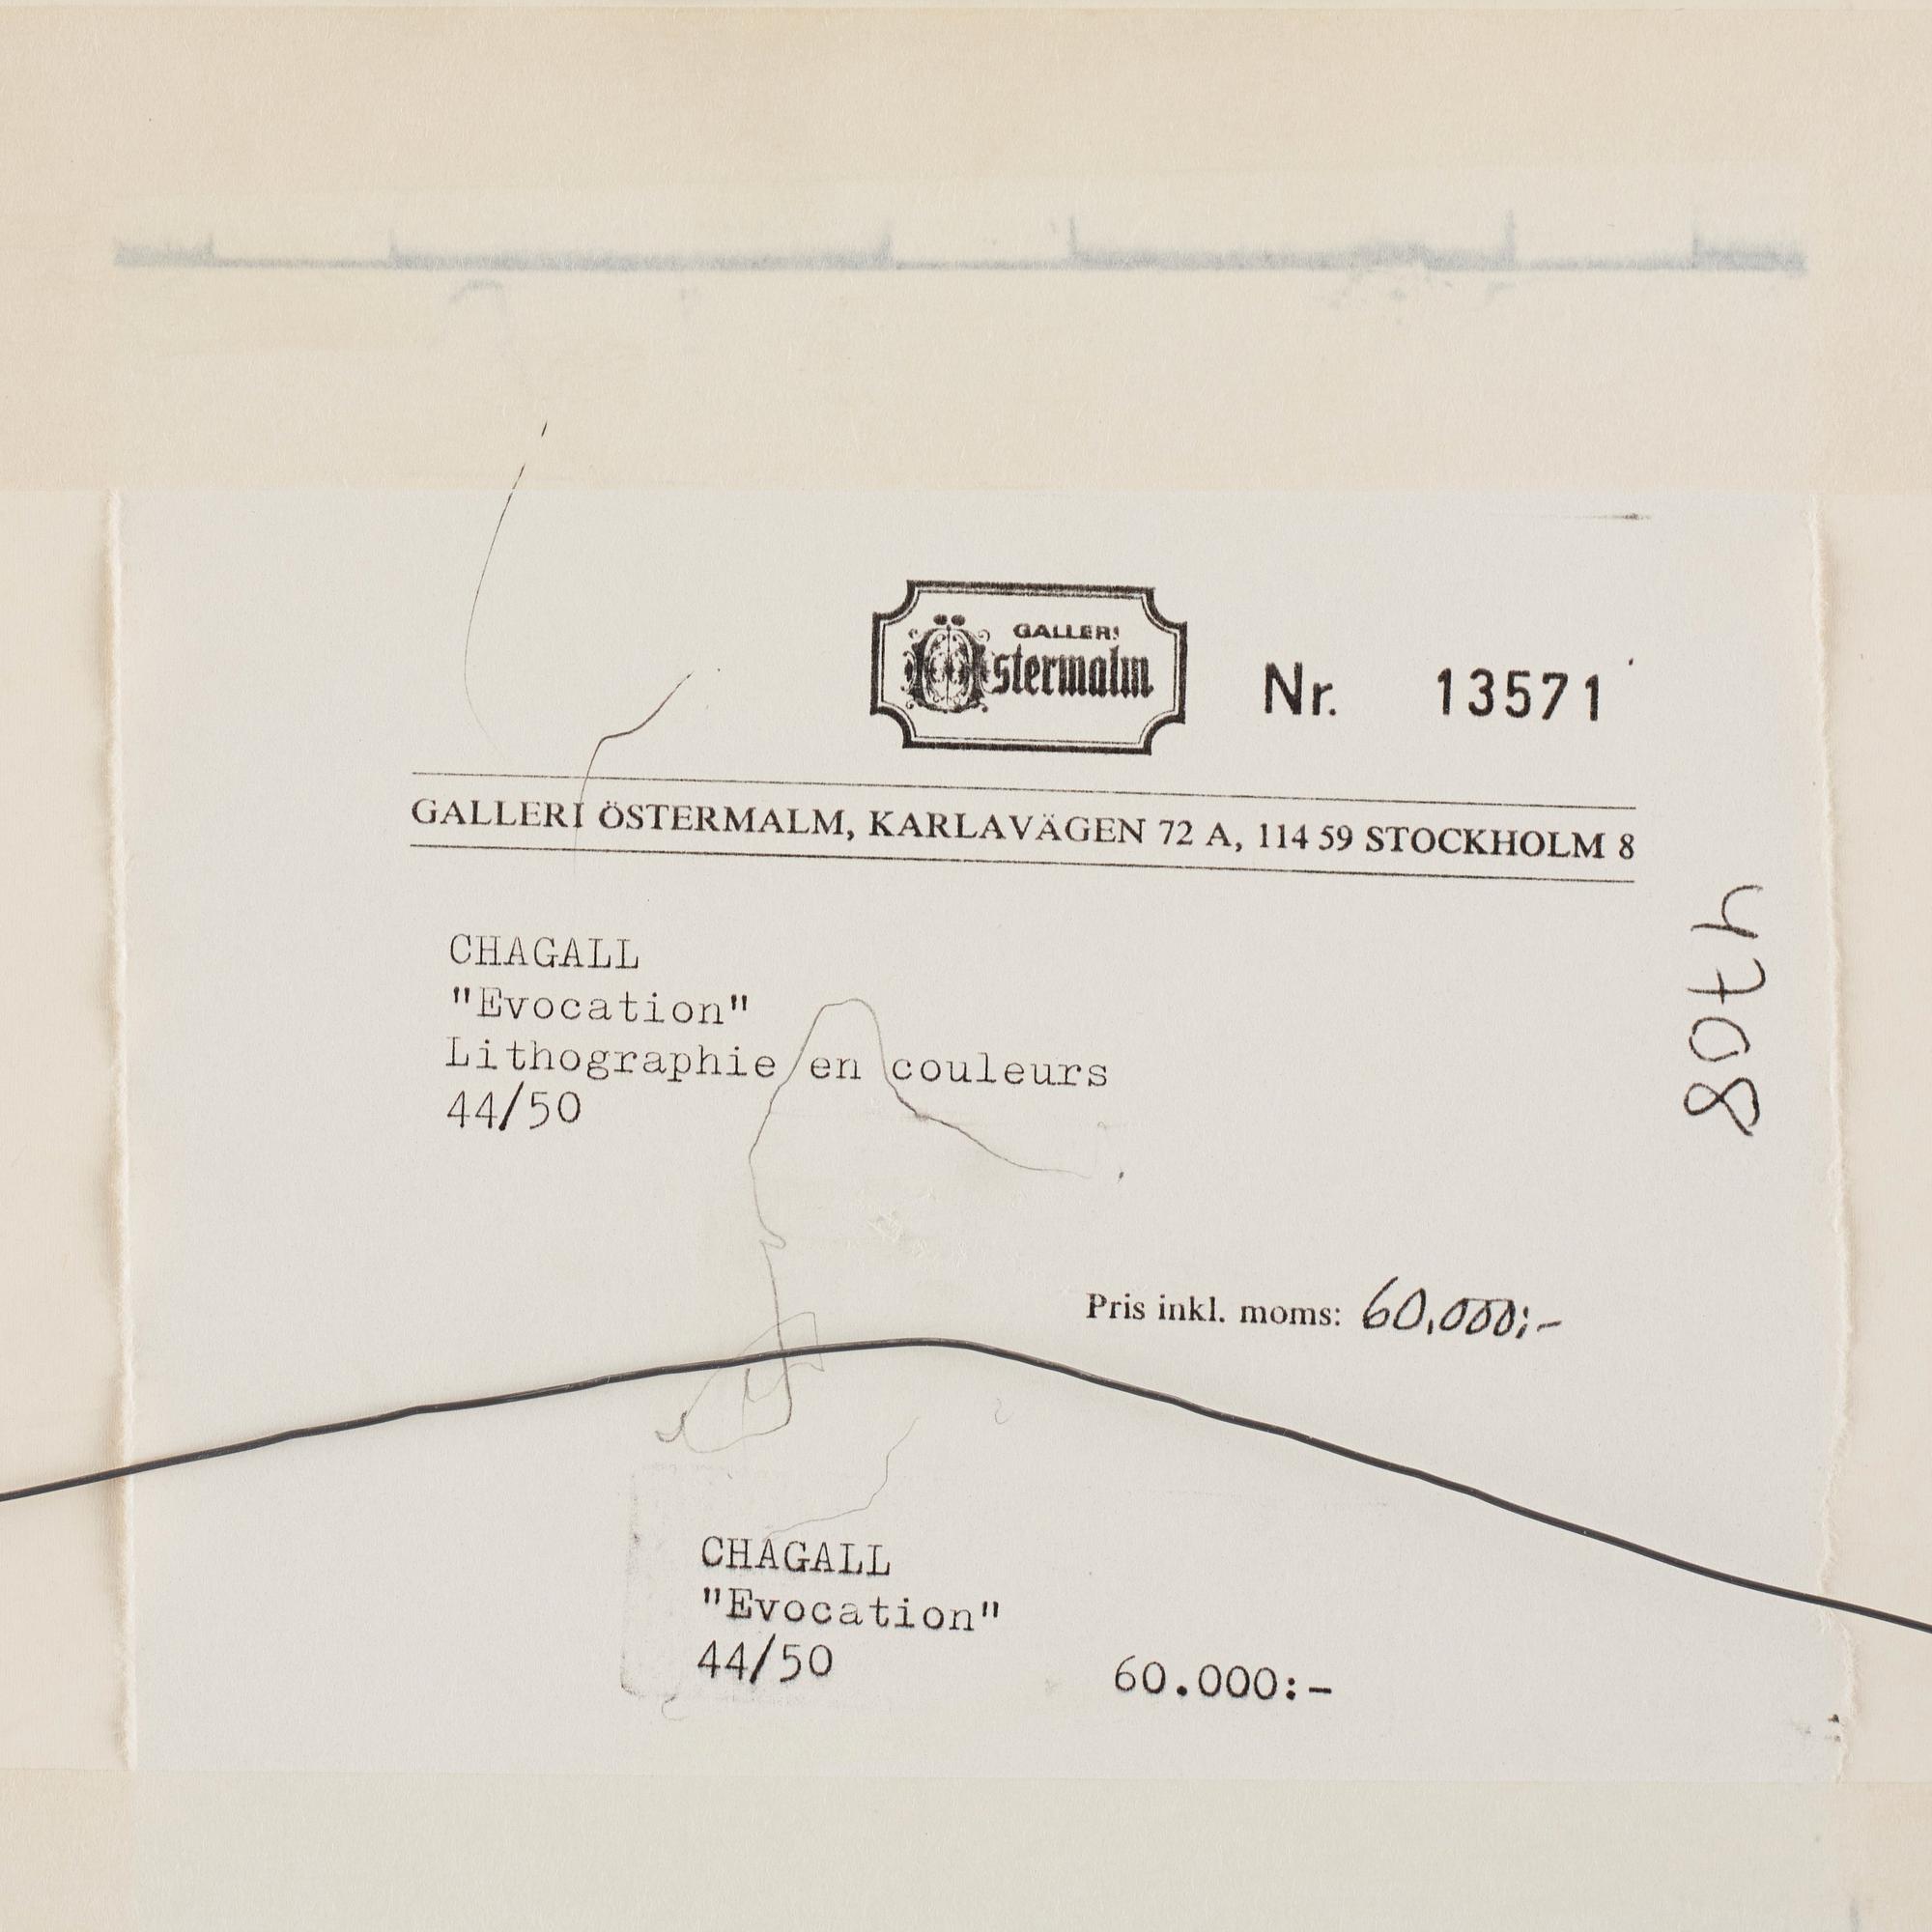 GALLERI
Östermalm
Nr. 13571
GALLERI ÖSTERMALM, KARLAVÄGEN 72 A, 114 59 STOCKHOLM 8
CHAGALL
"Evocation"
Lithographie en couleurs
44/50
Pris inkl. moms: 60,000:-
CHAGALL
"Evocation"
44/50 60.000:-